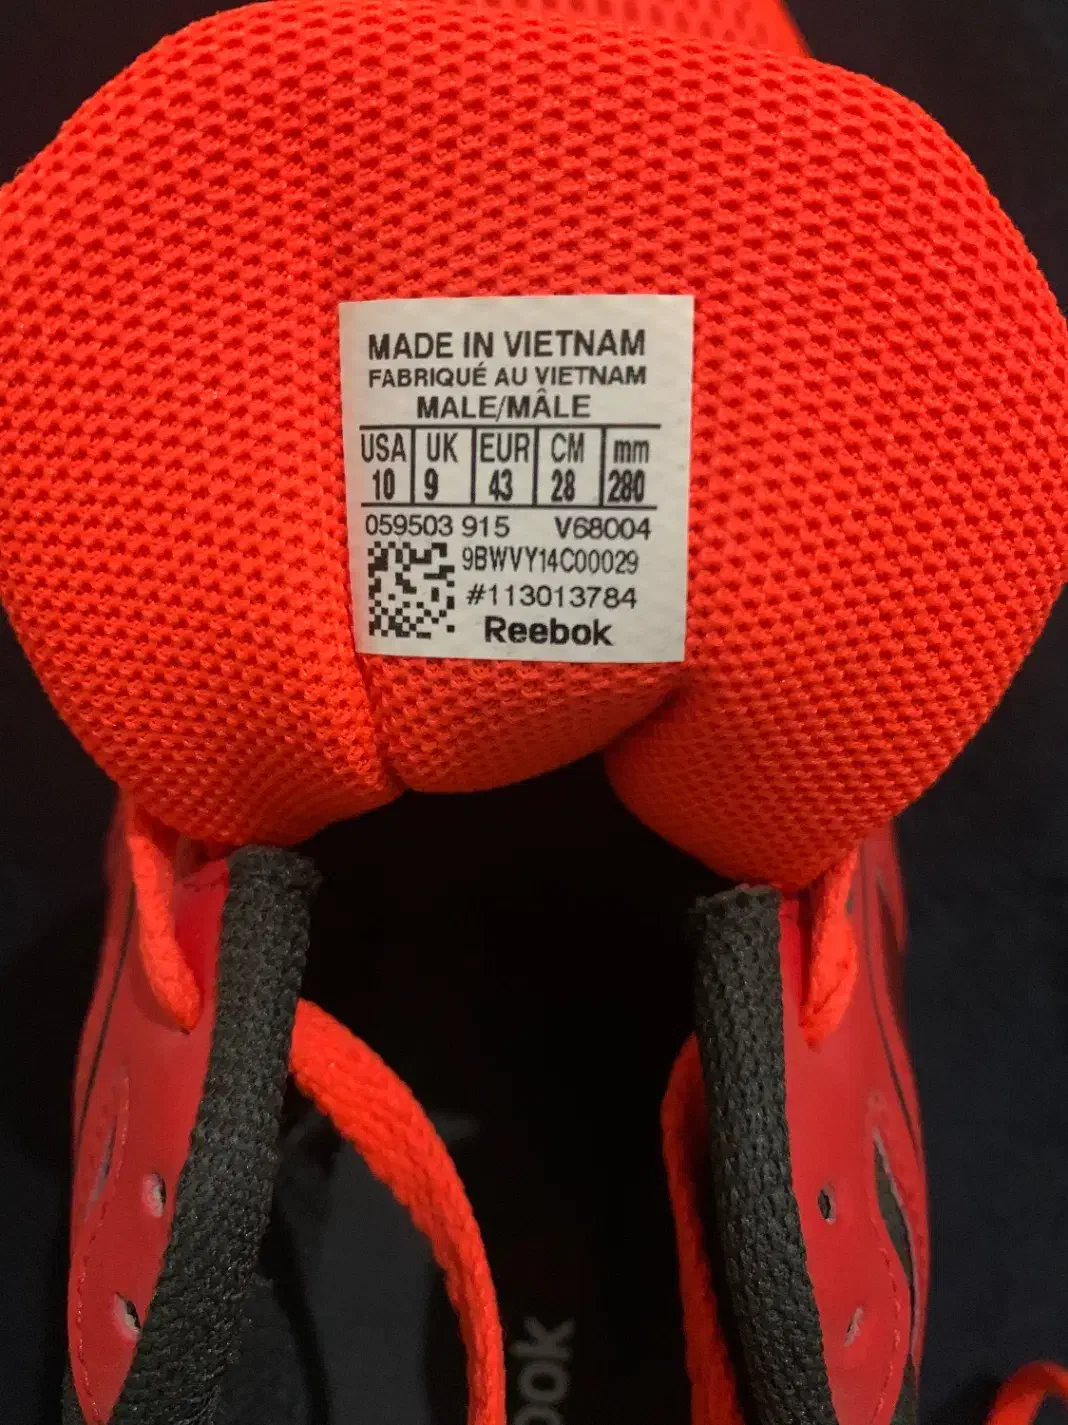 MADE IN VIETNAM
FABRIQUÉ AU VIETNAM
MALE/MÂLE
USA UK EUR CM mm
10 9 43 28 280
059503 915 V68004
9BWVY14C00029
#113013784
Reebok
ook